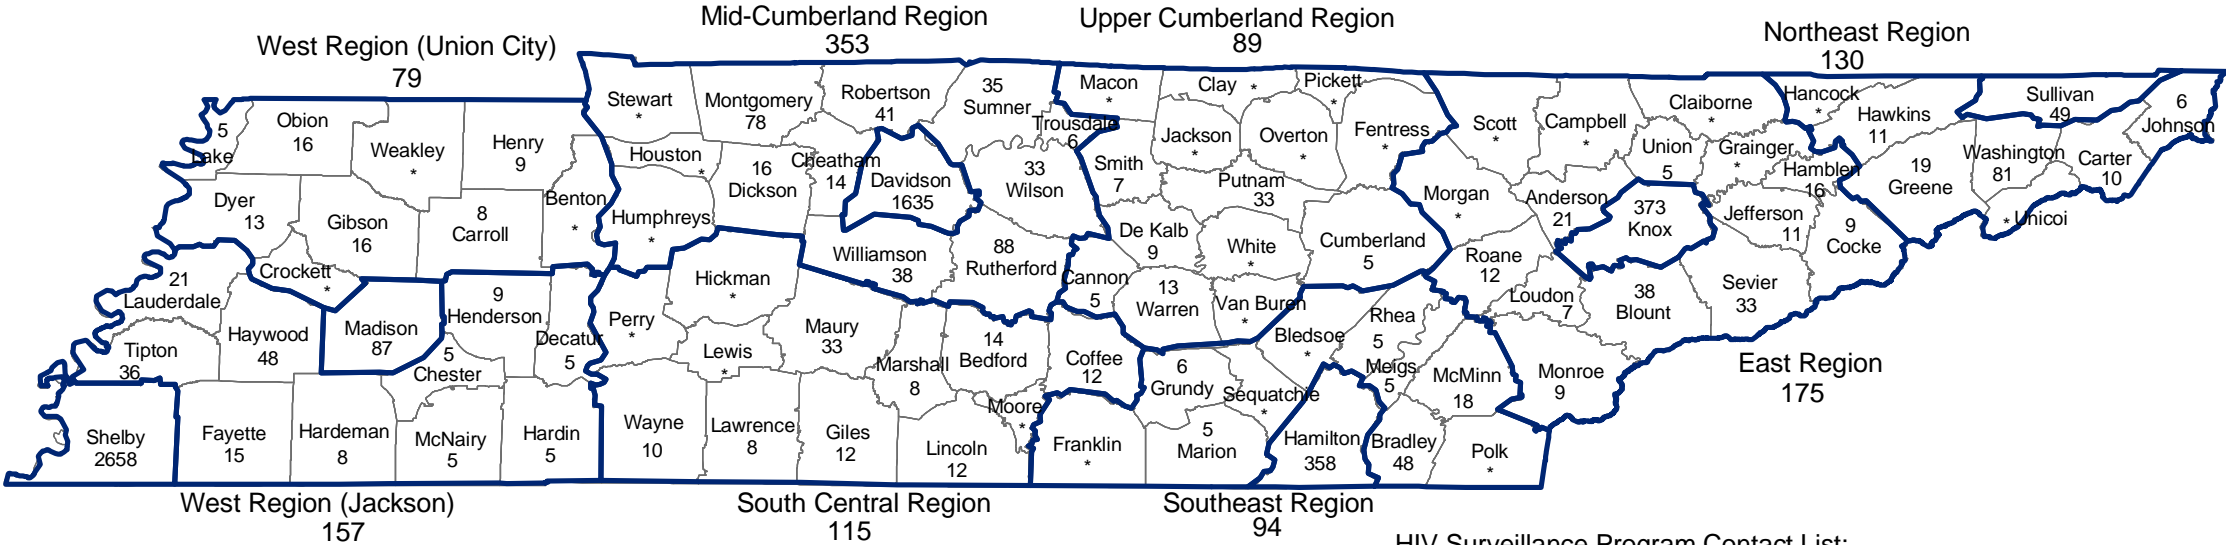 Mid-Cumberland Region
353
Upper Cumberland Region
89
Northeast Region
130
West Region (Union City)
79
Stewart
*
Montgomery
78
Robertson
41
35
Sumner
Macon
*
Clay *
Pickett
*
Claiborne
*
Hancock
*
Hawkins
11
Sullivan
49
6
Johnson
5
Lake
Obion
16
Weakley
*
Henry
9
Benton
*
Houston
*
16
Dickson
Cheatham
14
Davidson
1635
33
Wilson
Trousdale
6
Smith
7
Jackson
*
Overton
*
Fentress
*
Scott
*
Campbell
*
Union
5
Grainger
*
Hamblen
16
19
Greene
Washington
81
Carter
10
* Unicoi
Dyer
13
Gibson
16
8
Carroll
Humphreys
*
Williamson
38
88
Rutherford
Putnam
33
De Kalb
9
White
*
Cumberland
5
Morgan
*
Anderson
21
373
Knox
Jefferson
11
9
Cocke
Crockett
*
21
Lauderdale
Haywood
48
Madison
87
9
Henderson
Decatur
5
Perry
*
Hickman
*
Lewis
*
Maury
33
Marshall
8
14
Bedford
Cannon
5
Coffee
12
13
Warren
Van Buren
*
Bledsoe
*
Rhea
5
Meigs
5
Roane
12
Loudon
7
38
Blount
Sevier
33
Tipton
36
5
Chester
6
Grundy
Sequatchie
*
McMinn
18
Monroe
9
East Region
175
Shelby
2658
Fayette
15
Hardeman
8
McNairy
5
Hardin
5
Wayne
10
Lawrence
8
Giles
12
Lincoln
12
Moore
*
Franklin
*
5
Marion
Hamilton
358
Bradley
48
Polk
*
West Region (Jackson)
157
South Central Region
115
Southeast Region
94
HIV Surveillance Program Contact List: